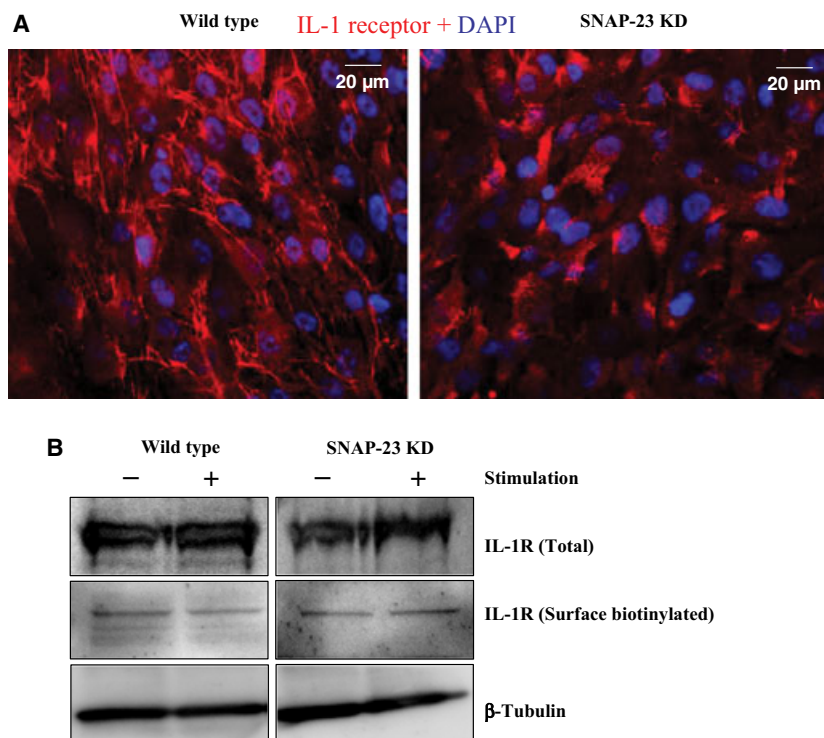 A
Wild type
IL-1 receptor + DAPI
SNAP-23 KD
20 µm
20 µm
B
Wild type
SNAP-23 KD
− + − + Stimulation
IL-1R (Total)
IL-1R (Surface biotinylated)
β-Tubulin